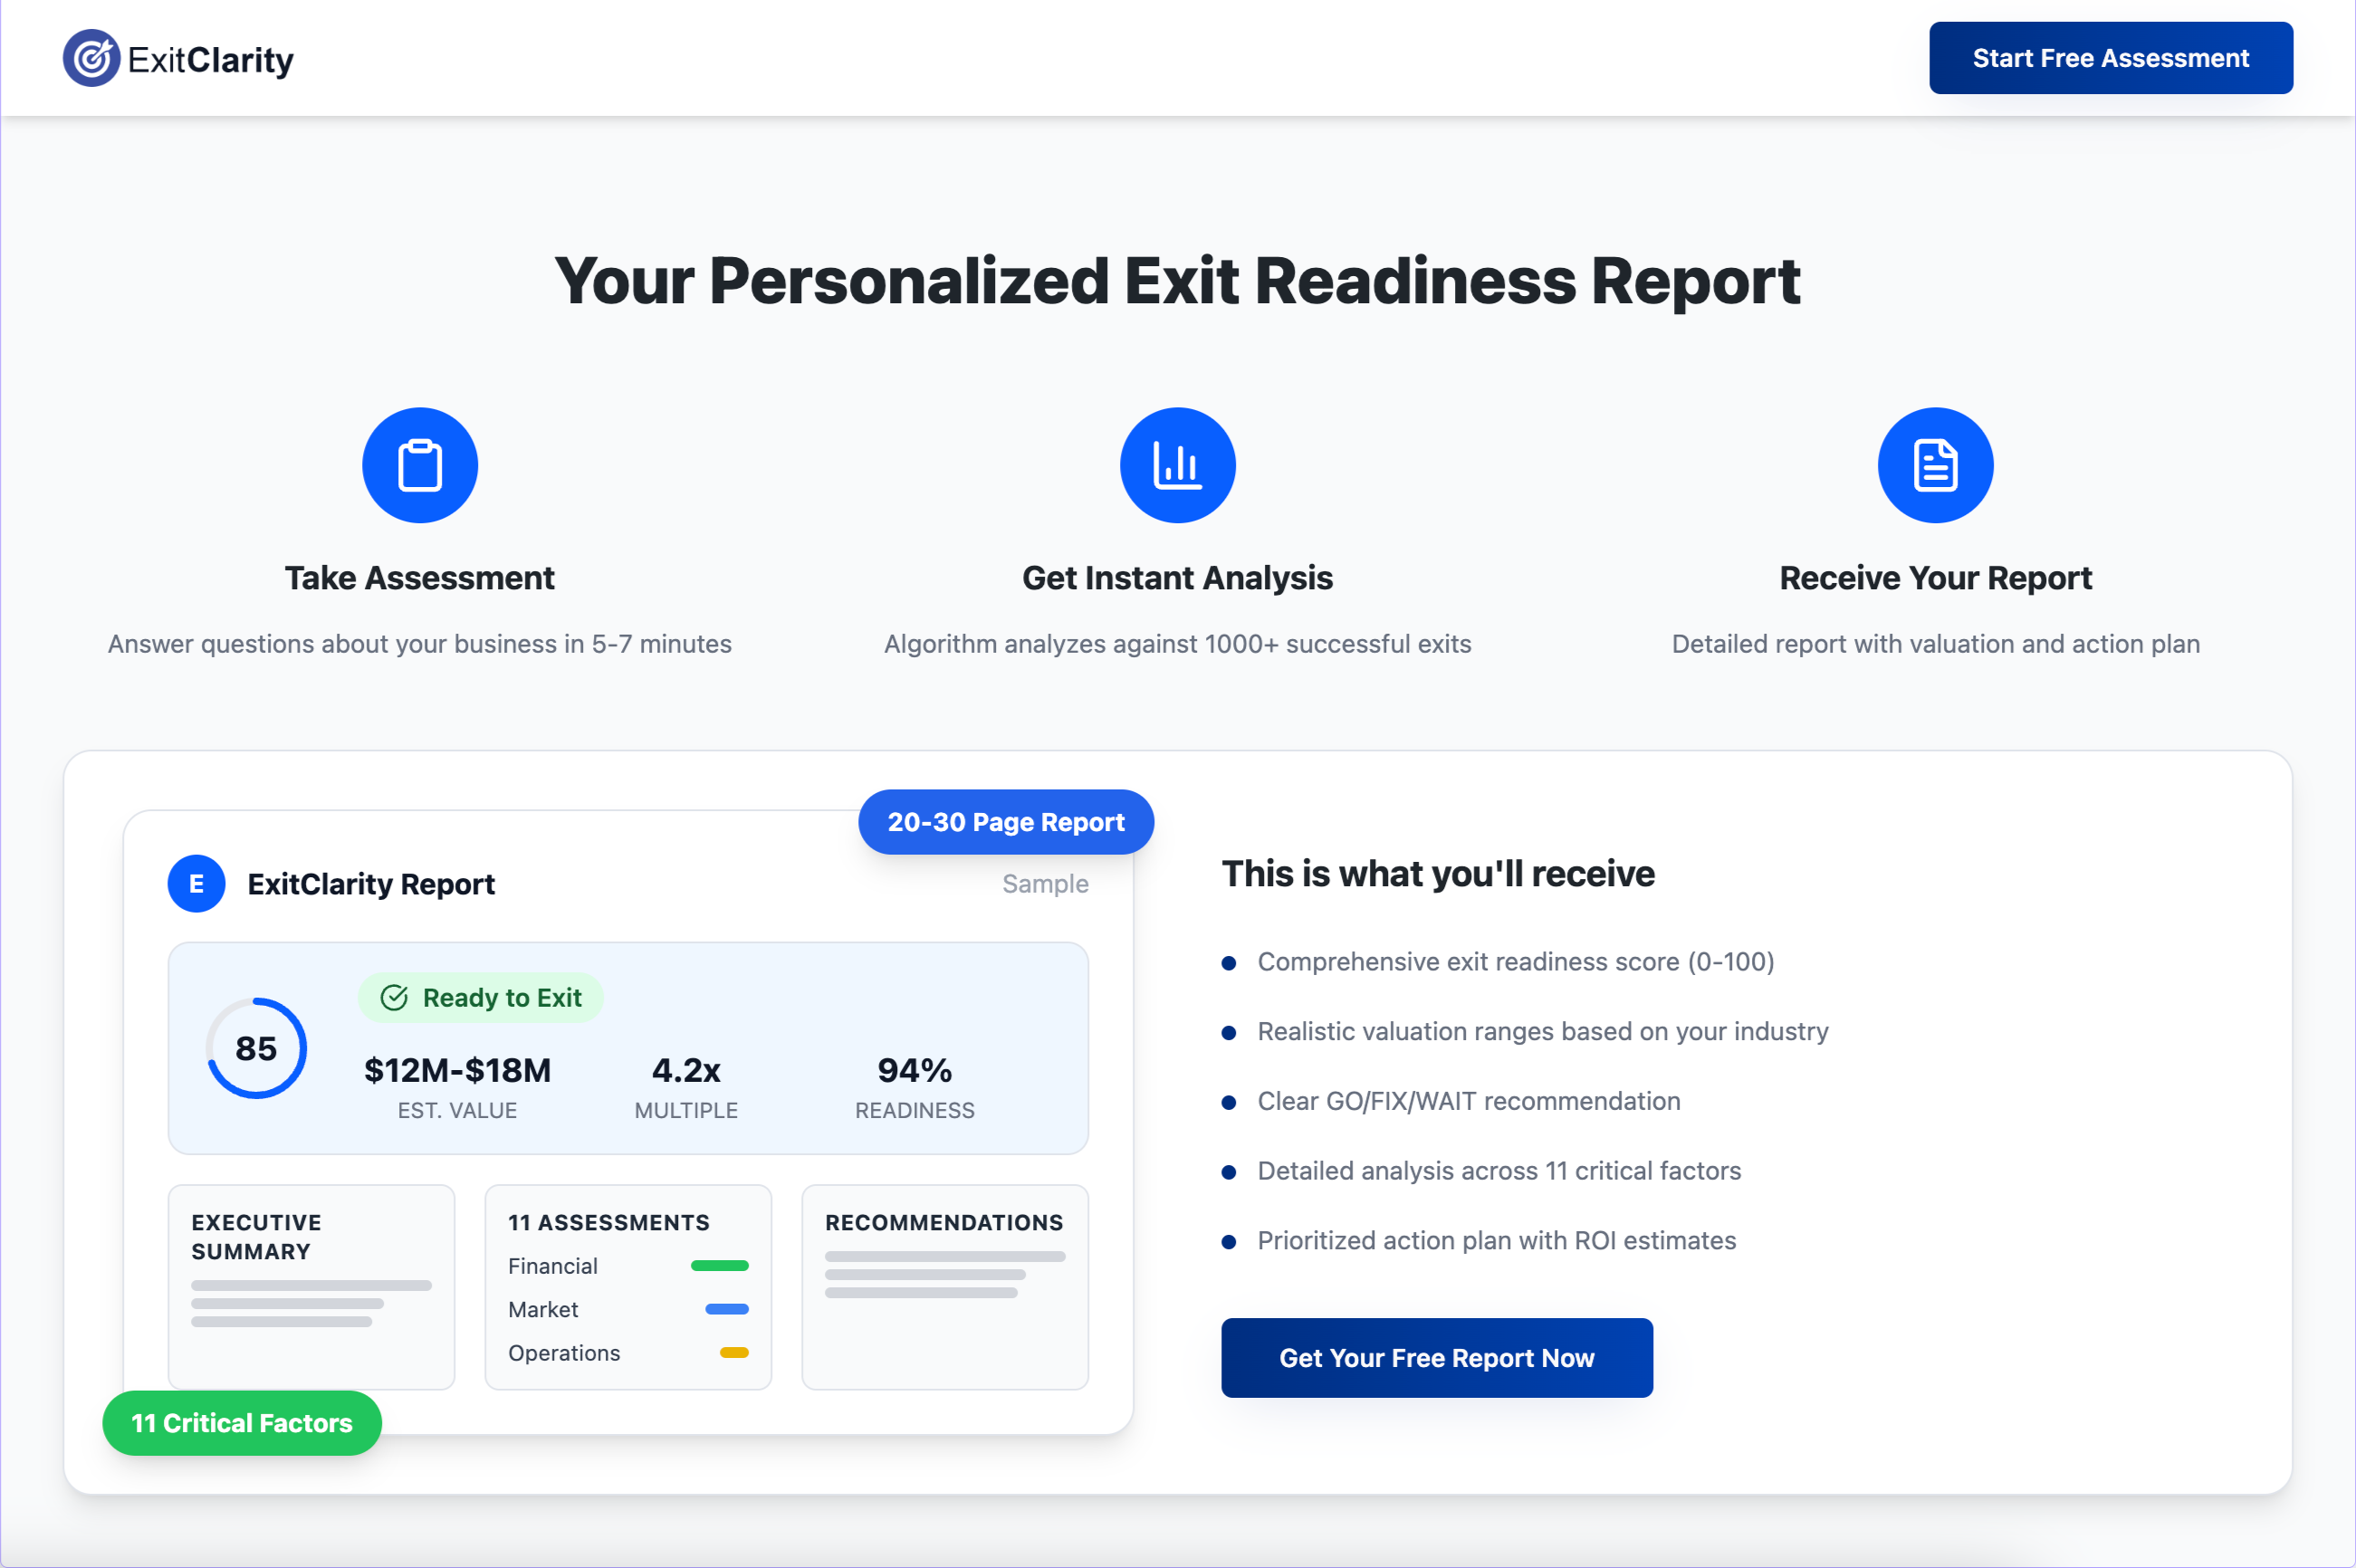 ExitClarity
Start Free Assessment
Your Personalized Exit Readiness Report
Take Assessment
Answer questions about your business in 5-7 minutes
Get Instant Analysis
Algorithm analyzes against 1000+ successful exits
Receive Your Report
Detailed report with valuation and action plan
20-30 Page Report
E
ExitClarity Report
Sample
85
Ready to Exit
$12M-$18M
EST. VALUE
4.2x
MULTIPLE
94%
READINESS
EXECUTIVE
SUMMARY
11 ASSESSMENTS
Financial
Market
Operations
RECOMMENDATIONS
11 Critical Factors
This is what you'll receive
Comprehensive exit readiness score (0-100)
Realistic valuation ranges based on your industry
Clear GO/FIX/WAIT recommendation
Detailed analysis across 11 critical factors
Prioritized action plan with ROI estimates
Get Your Free Report Now